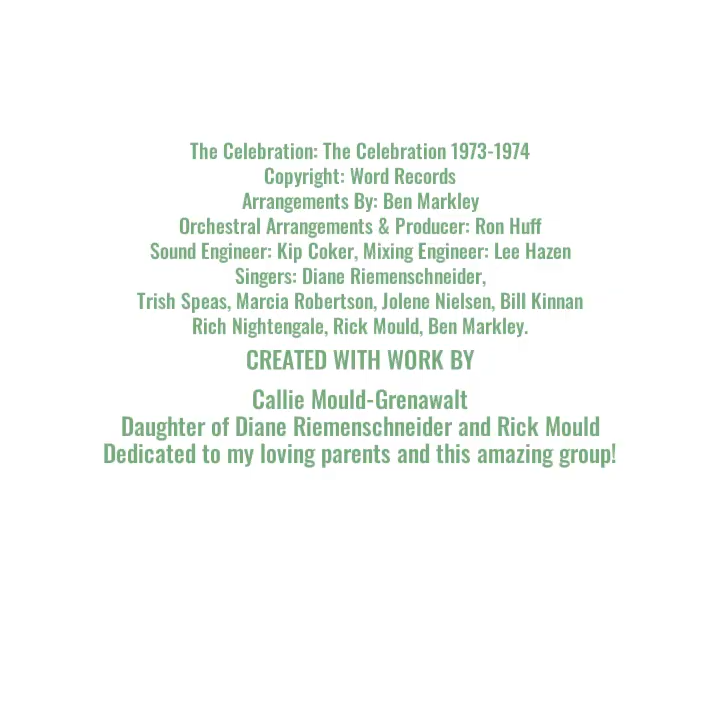 The Celebration: The Celebration 1973-1974
Copyright: Word Records
Arrangements By: Ben Markley
Orchestral Arrangements & Producer: Ron Huff
Sound Engineer: Kip Coker, Mixing Engineer: Lee Hazen
Singers: Diane Riemenschneider,
Trish Speas, Marcia Robertson, Jolene Nielsen, Bill Kinnan
Rich Nightengale, Rick Mould, Ben Markley.
CREATED WITH WORK BY
Callie Mould-Grenawalt
Daughter of Diane Riemenschneider and Rick Mould
Dedicated to my loving parents and this amazing group!